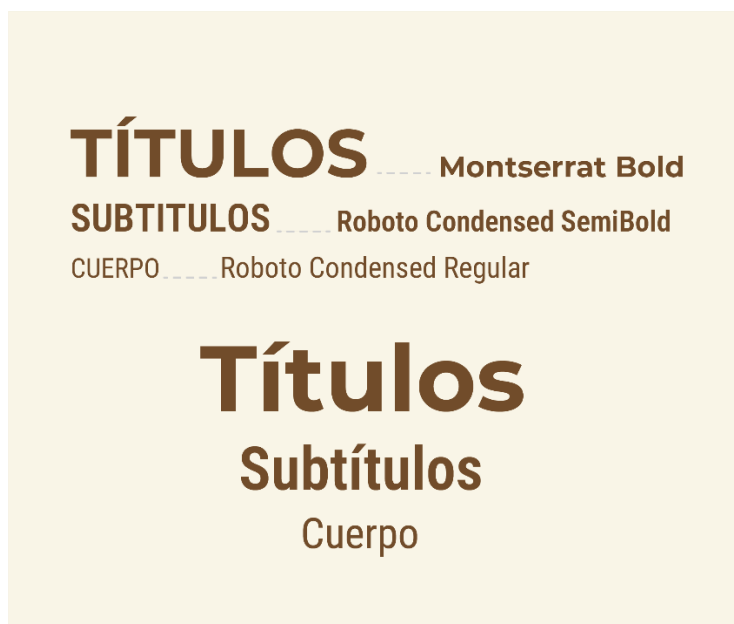 TÍTULOS ----- Montserrat Bold
SUBTITULOS ----- Roboto Condensed SemiBold
CUERPO ----- Roboto Condensed Regular
Títulos
Subtítulos
Cuerpo